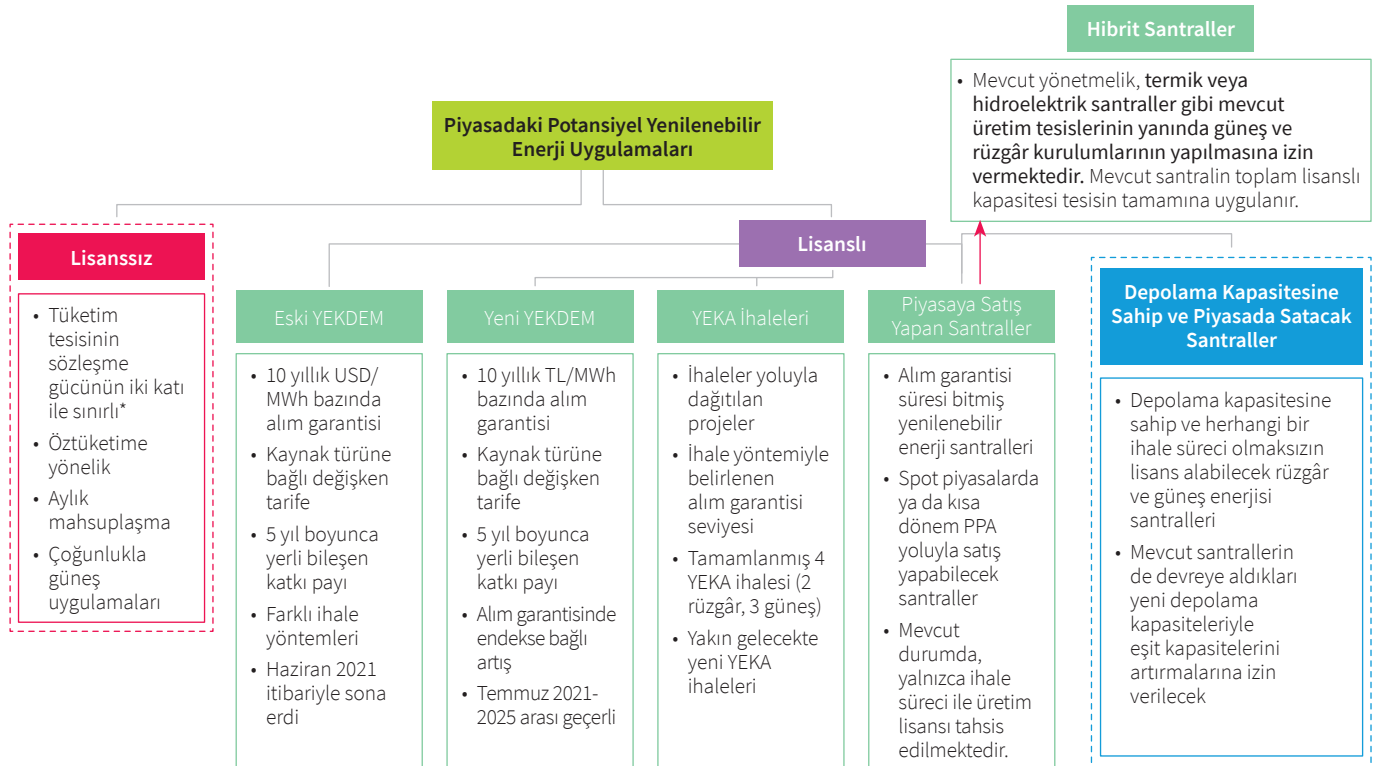 Hibrit Santraller
• Mevcut yönetmelik, termik veya
hidroelektrik santraller gibi mevcut
üretim tesislerinin yanında güneş ve
rüzgâr kurulumlarının yapılmasına izin
vermektedir. Mevcut santralin toplam lisanslı
kapasitesi tesisin tamamına uygulanır.
Piyasadaki Potansiyel Yenilenebilir
Enerji Uygulamaları
Lisanssız
• Tüketim
tesisinin
sözleşme
gücünün iki katı
ile sınırlı*
• Öztüketime
yönelik
• Aylık
mahsuplaşma
• Çoğunlukla
güneş
uygulamaları
Lisanslı
Eski YEKDEM
• 10 yıllık USD/
MWh bazında
alım garantisi
• Kaynak türüne
bağlı değişken
tarife
• 5 yıl boyunca
yerli bileşen
katkı payı
• Farklı ihale
yöntemleri
• Haziran 2021
itibariyle sona
erdi
Yeni YEKDEM
• 10 yıllık TL/MWh
bazında alım
garantisi
• Kaynak türüne
bağlı değişken
tarife
• 5 yıl boyunca
yerli bileşen
katkı payı
• Alım garantisinde
endekse bağlı
artış
• Temmuz 2021-
2025 arası geçerli
YEKA İhaleleri
• İhaleler yoluyla
dağıtılan
projeler
• İhale yöntemiyle
belirlenen
alım garantisi
seviyesi
• Tamamlanmış 4
YEKA ihalesi (2
rüzgâr, 3 güneş)
• Yakın gelecekte
yeni YEKA
ihaleleri
Piyasaya Satış
Yapan Santraller
• Alım garantisi
süresi bitmiş
yenilenebilir
enerji santralleri
• Spot piyasalarda
ya da kısa
dönem PPA
yoluyla satış
yapabilecek
santraller
• Mevcut
durumda,
yalnızca ihale
süreci ile üretim
lisansı tahsis
edilmektedir.
Depolama Kapasitesine
Sahip ve Piyasada Satacak
Santraller
• Depolama kapasitesine
sahip ve herhangi bir
ihale süreci olmaksızın
lisans alabilecek rüzgâr
ve güneş enerjisi
santralleri
• Mevcut santrallerin
de devreye aldıkları
yeni depolama
kapasiteleriyle
eşit kapasitelerini
artırmalarına izin
verilecek